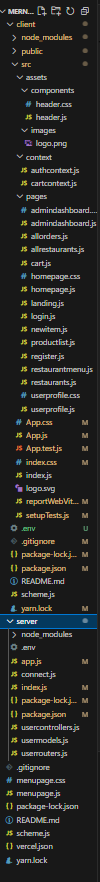 MERN...
client
node_modules
public
src
assets
components
header.css
header.js
images
logo.png
context
authcontext.js
cartcontext.js
pages
admindashboard....
admindashboard.js
allorders.js
allrestaurants.js
cart.js
homepage.css
homepage.js
landing.js
login.js
newitem.js
productlist.js
register.js
restaurantmenu.js
restaurants.js
userprofile.css
userprofile.js
App.css M
App.js M
App.test.js M
index.css M
index.js
logo.svg
reportWebVit... M
setupTests.js M
.env U
.gitignore M
package-lock.j... M
package.json M
README.md
scheme.js
yarn.lock M
server
node_modules
.env
app.js M
connect.js
index.js M
package-lock.j... M
package.json M
usercontrollers.js
usermodels.js
userrouters.js
.gitignore
menupage.css
menupage.js
package-lock.json
README.md
scheme.js
vercel.json
yarn.lock